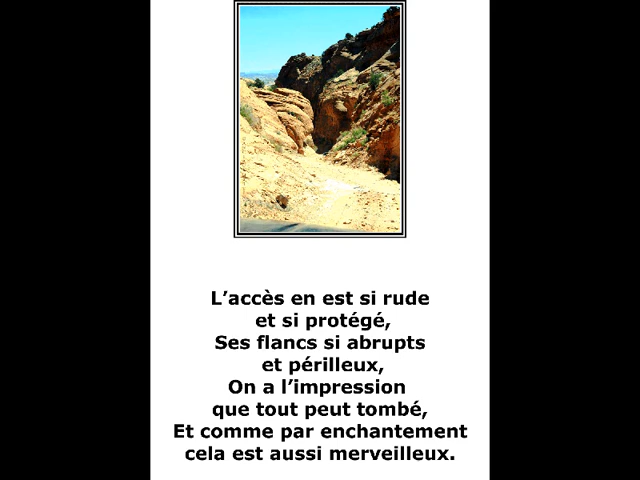 L’accès en est si rude
et si protégé,
Ses flancs si abrupts
et périlleux,
On a l’impression
que tout peut tombé,
Et comme par enchantement
cela est aussi merveilleux.